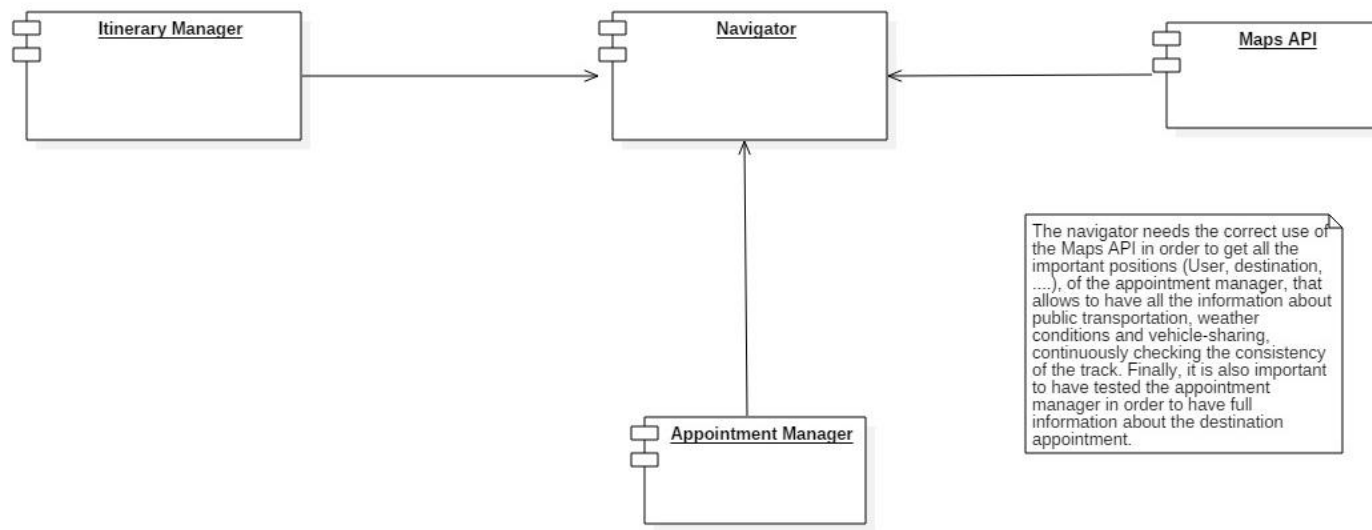 Itinerary Manager
Navigator
Maps API
The navigator needs the correct use of
the Maps API in order to get all the
important positions (User, destination,
....), of the appointment manager, that
allows to have all the information about
public transportation, weather
conditions and vehicle-sharing,
continuously checking the consistency
of the track. Finally, it is also important
to have tested the appointment
manager in order to have full
information about the destination
appointment.
Appointment Manager